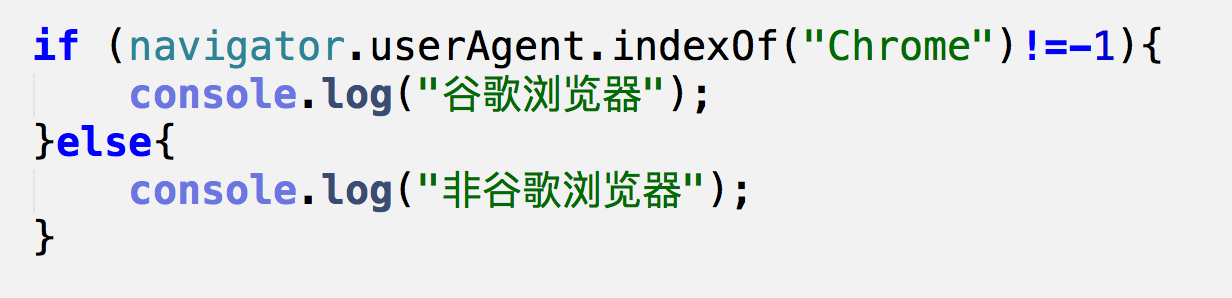 if (navigator.userAgent.indexOf("Chrome")!=-1){
    console.log("谷歌浏览器");
}else{
    console.log("非谷歌浏览器");
}